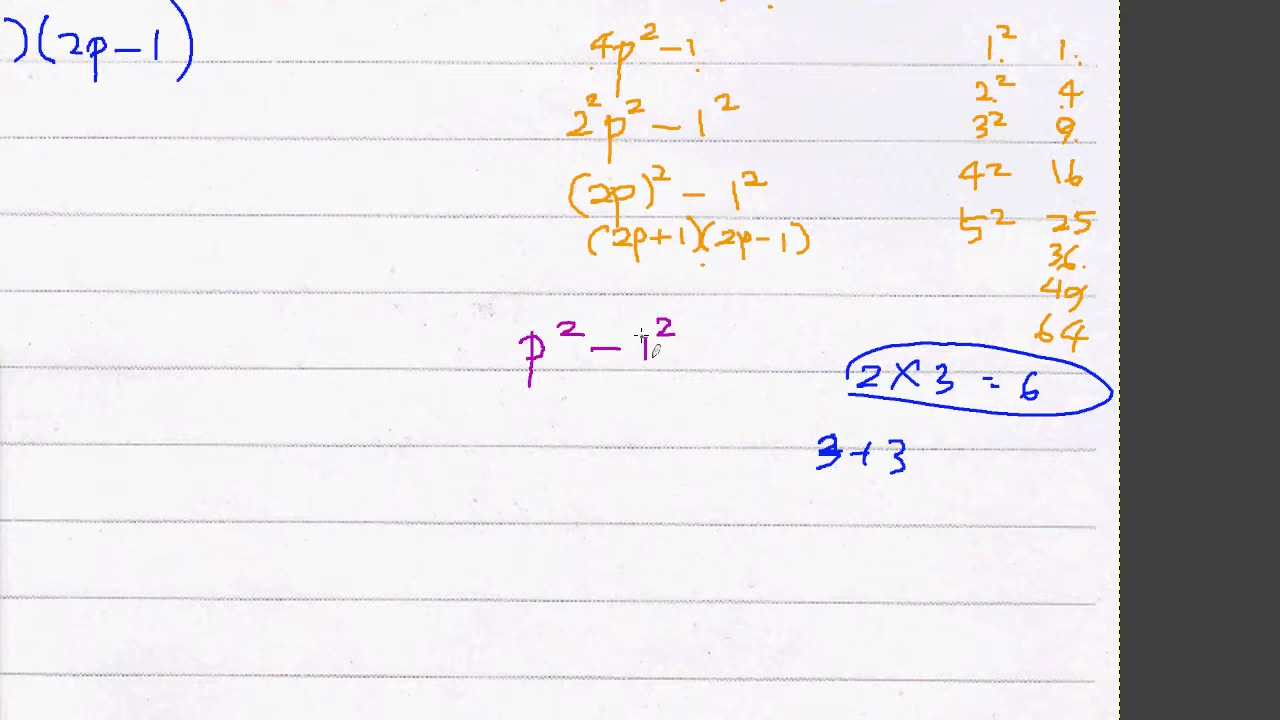 )(2p-1)
4p²-1
2²p²-1²
(2p)²-1²
(2p+1)(2p-1)
1² 1.
2² 4
3² 9.
4² 16
5² 25
36.
49
64
p²-1²
2×3=6
+3